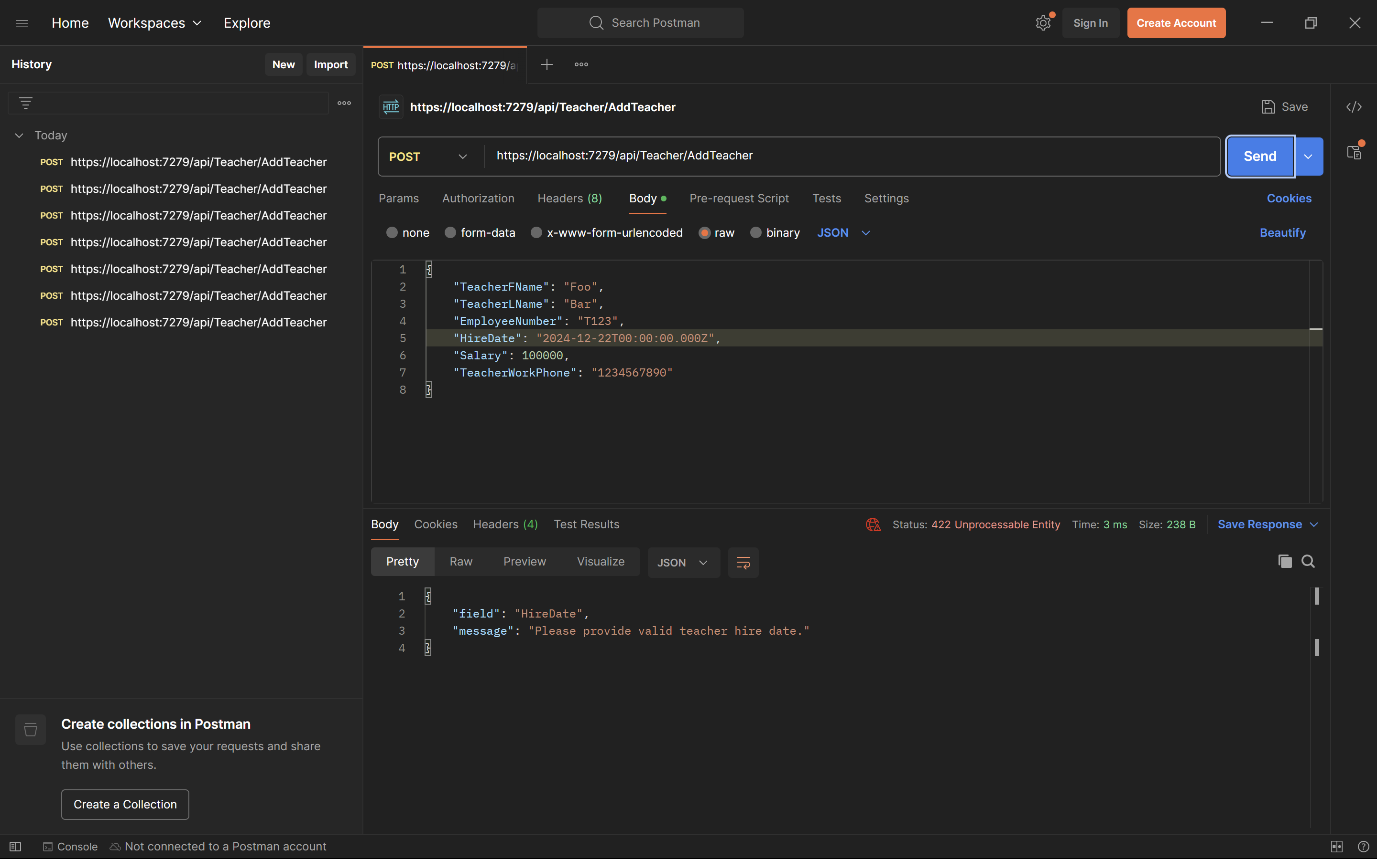 Home Workspaces Explore
Search Postman
Sign In
Create Account
History
New
Import
POST https://localhost:7279/a
Today
POST https://localhost:7279/api/Teacher/AddTeacher
POST https://localhost:7279/api/Teacher/AddTeacher
POST https://localhost:7279/api/Teacher/AddTeacher
POST https://localhost:7279/api/Teacher/AddTeacher
POST https://localhost:7279/api/Teacher/AddTeacher
POST https://localhost:7279/api/Teacher/AddTeacher
POST https://localhost:7279/api/Teacher/AddTeacher
HTTP https://localhost:7279/api/Teacher/AddTeacher
Save
</>
POST https://localhost:7279/api/Teacher/AddTeacher
Send
Params Authorization Headers (8) Body Pre-request Script Tests Settings
Cookies
none form-data x-www-form-urlencoded raw binary JSON
Beautify
1 {
2 "TeacherFName": "Foo",
3 "TeacherLName": "Bar",
4 "EmployeeNumber": "T123",
5 "HireDate": "2024-12-22T00:00:00.000Z",
6 "Salary": 100000,
7 "TeacherWorkPhone": "1234567890"
8 }
Body Cookies Headers (4) Test Results
Status: 422 Unprocessable Entity Time: 3 ms Size: 238 B
Save Response
Pretty Raw Preview Visualize
JSON
1 {
2 "field": "HireDate",
3 "message": "Please provide valid teacher hire date."
4 }
Create collections in Postman
Use collections to save your requests and share
them with others.
Create a Collection
Console
Not connected to a Postman account